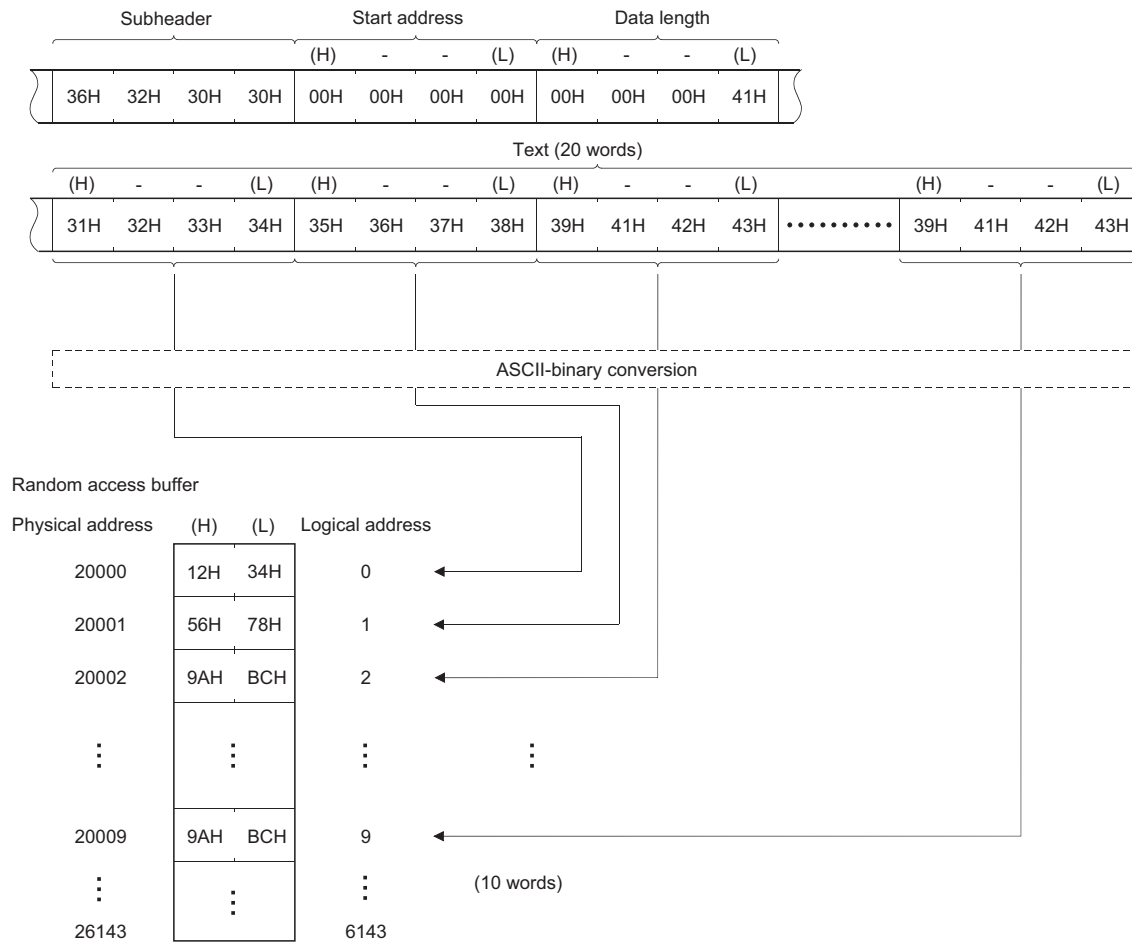 Subheader Start address Data length
(H) - - (L) (H) - - (L)
36H 32H 30H 30H 00H 00H 00H 00H 00H 00H 00H 41H
Text (20 words)
(H) - - (L) (H) - - (L) (H) - - (L) (H) - - (L)
31H 32H 33H 34H 35H 36H 37H 38H 39H 41H 42H 43H •••••••••• 39H 41H 42H 43H
ASCII-binary conversion
Random access buffer
Physical address (H) (L) Logical address
20000 12H 34H 0
20001 56H 78H 1
20002 9AH BCH 2
20009 9AH BCH 9
(10 words)
26143 6143